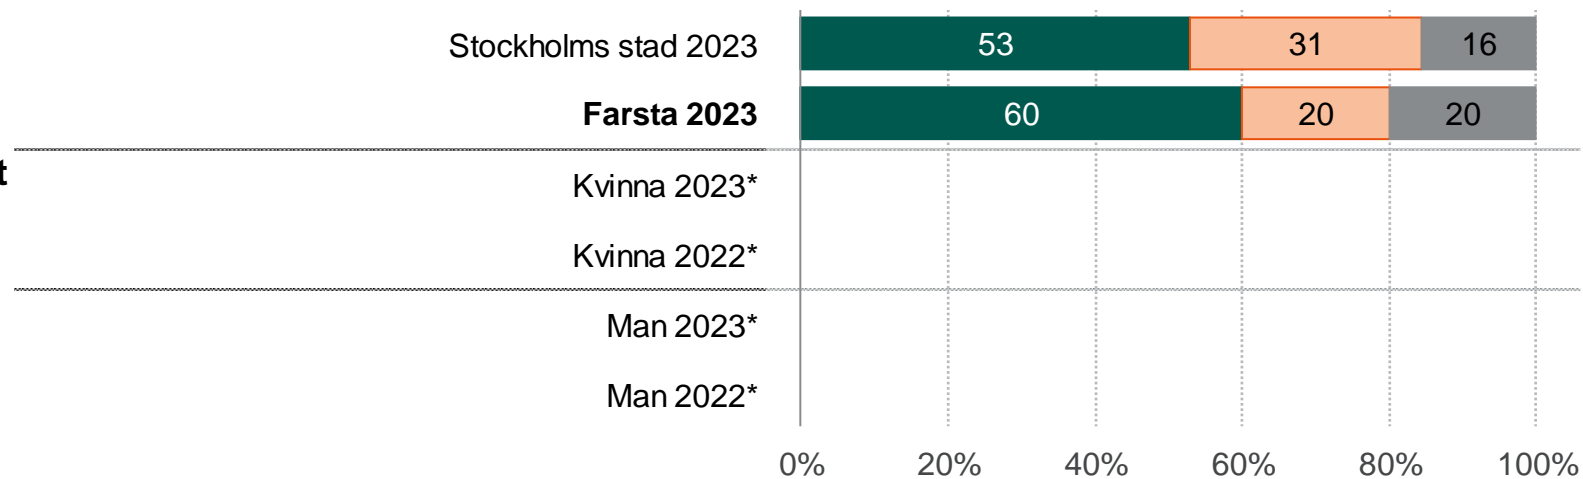 Stockholms stad 2023 53 31 16
Farsta 2023 60 20 20
t
Kvinna 2023*
Kvinna 2022*
Man 2023*
Man 2022*
0% 20% 40% 60% 80% 100%